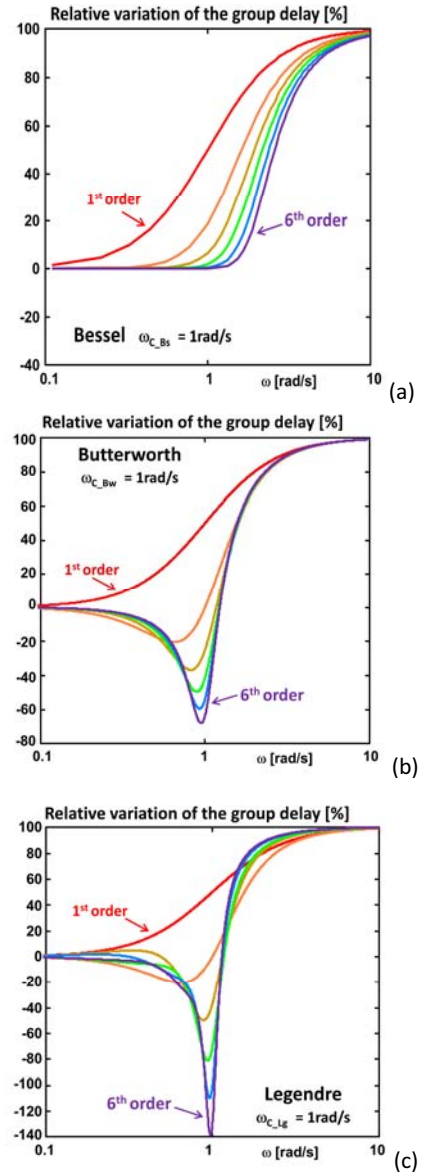 Relative variation of the group delay [%]
100
80
60
40
20
0
-20
-40
1st order
6th order
Bessel ωC_Bs = 1rad/s
0.1 1 10
ω [rad/s]
(a)
Relative variation of the group delay [%]
100
80
60
40
20
0
-20
-40
-60
-80
Butterworth
ωC_Bw = 1rad/s
1st order
6th order
0.1 1 10
ω [rad/s]
(b)
Relative variation of the group delay [%]
100
80
60
40
20
0
-20
-40
-60
-80
-100
-120
-140
1st order
6th order
Legendre
ωC_Lg = 1rad/s
0.1 1 10
ω [rad/s]
(c)